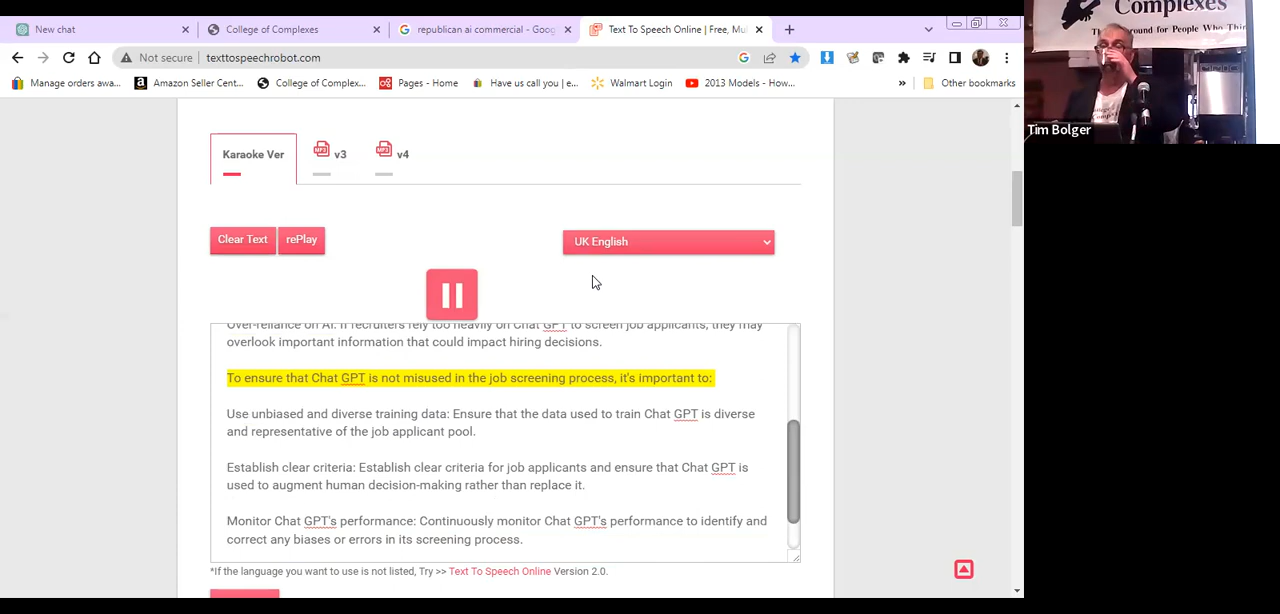 New chat
College of Complexes
republican ai commercial - Goog
Text To Speech Online | Free, Mul
Not secure | texttospeechrobot.com
Manage orders awa...
Amazon Seller Cent...
College of Complex...
Pages - Home
Have us call you | e...
Walmart Login
2013 Models - How...
»
Other bookmarks
Complexes
ound for People Who Thin
Tim Bolger
Karaoke Ver
v3
v4
Clear Text
rePlay
UK English
Over-reliance on AI: If recruiters rely too heavily on Chat GPT to screen job applicants, they may
overlook important information that could impact hiring decisions.
To ensure that Chat GPT is not misused in the job screening process, it's important to:
Use unbiased and diverse training data: Ensure that the data used to train Chat GPT is diverse
and representative of the job applicant pool.
Establish clear criteria: Establish clear criteria for job applicants and ensure that Chat GPT is
used to augment human decision-making rather than replace it.
Monitor Chat GPT's performance: Continuously monitor Chat GPT's performance to identify and
correct any biases or errors in its screening process.
*If the language you want to use is not listed, Try >> Text To Speech Online Version 2.0.